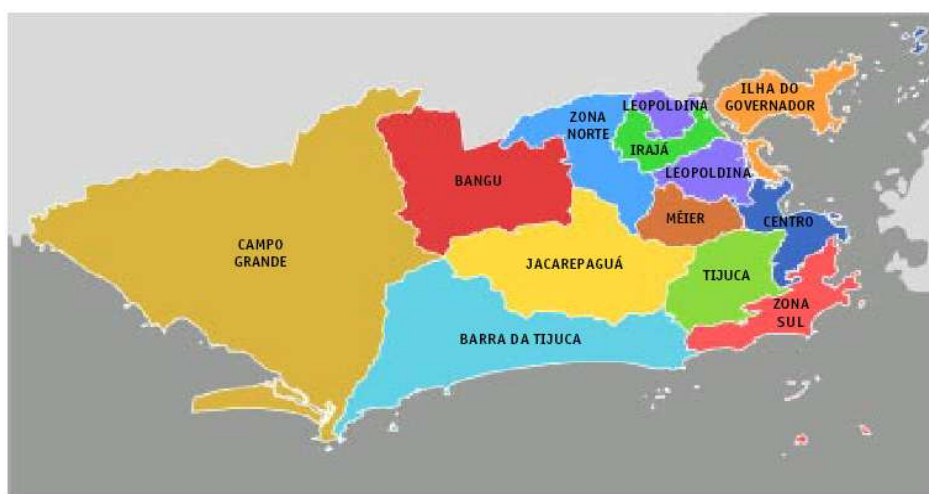 ILHA DO
GOVERNADOR
LEOPOLDINA
ZONA
NORTE
IRAJÁ
LEOPOLDINA
BANGU
MÉIER
CENTRO
CAMPO
GRANDE
JACAREPAGUÁ
TIJUCA
ZONA
SUL
BARRA DA TIJUCA